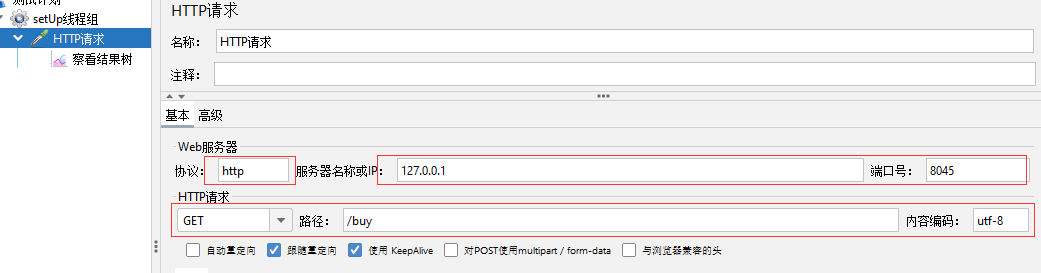 测试计划
setUp线程组
HTTP请求
察看结果树
HTTP请求
名称： HTTP请求
注释：
基本 高级
Web服务器
协议： http 服务器名称或IP： 127.0.0.1 端口号： 8045
HTTP请求
GET 路径： /buy 内容编码： utf-8
自动重定向 跟随重定向 使用 KeepAlive 对POST使用multipart / form-data 与浏览器兼容的头